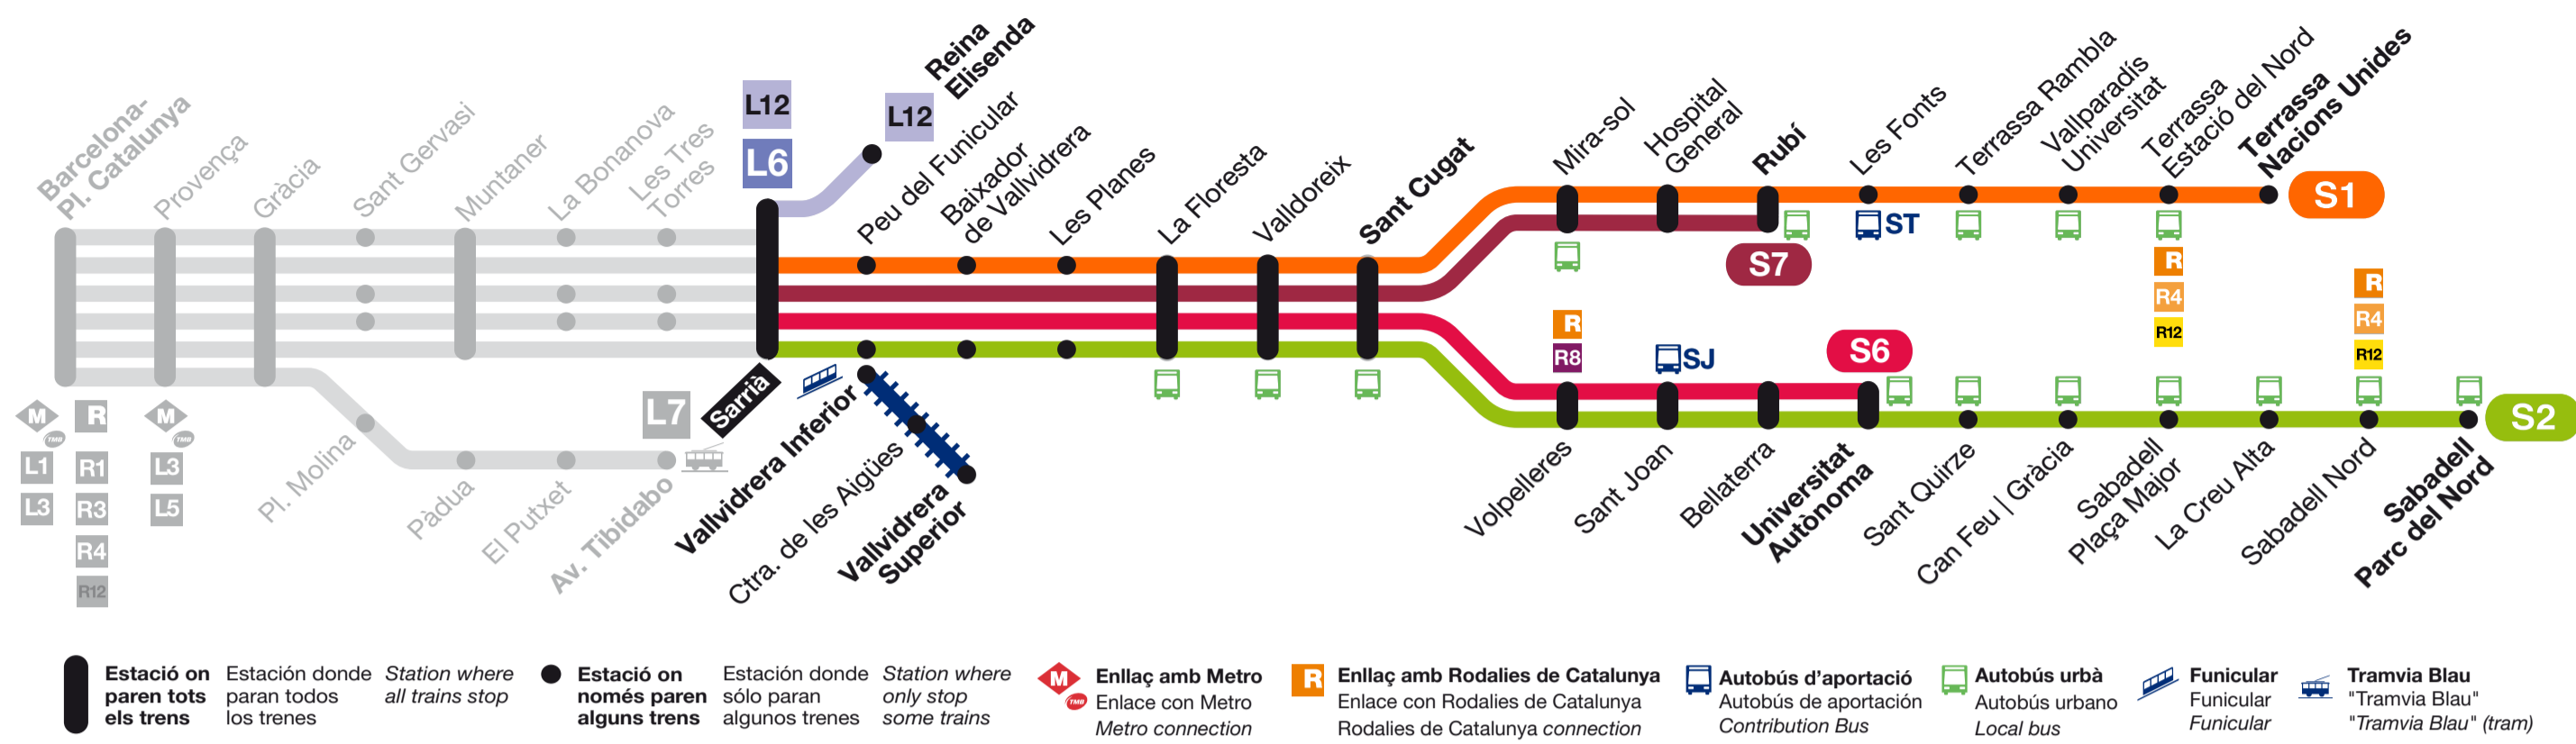 Barcelona-
Pl. Catalunya
Provença
Gràcia
Sant Gervasi
Muntaner
La Bonanova
Les Tres
Torres
L12
L6
Reina
Elisenda
L12
Peu del Funicular
Baixador
de Vallvidrera
Les Planes
La Floresta
Valldoreix
Sant Cugat
Mira-sol
Hospital
General
Rubí
Les Fonts
Terrassa Rambla
Vallparadís
Universitat
Terrassa
Estació del Nord
Terrassa
Nacions Unides
S1
ST
S7
R
R4
R12
R
R8
SJ
S6
R
R4
R12
S2
M
TMB
L1
L3
R
R1
R3
R4
R12
M
TMB
L3
L5
Pl. Molina
Pàdua
El Putxet
Av. Tibidabo
L7
Sarrià
Vallvidrera Inferior
Ctra. de les Aigües
Vallvidrera
Superior
Volpelleres
Sant Joan
Bellaterra
Universitat
Autònoma
Sant Quirze
Can Feu | Gràcia
Sabadell
Plaça Major
La Creu Alta
Sabadell Nord
Sabadell
Parc del Nord
Estació on
paren tots
els trens
Estación donde
paran todos
los trenes
Station where
all trains stop
Estació on
només paren
alguns trens
Estación donde
sólo paran
algunos trenes
Station where
only stop
some trains
M
TMB
Enllaç amb Metro
Enlace con Metro
Metro connection
R
Enllaç amb Rodalies de Catalunya
Enlace con Rodalies de Catalunya
Rodalies de Catalunya connection
Autobús d'aportació
Autobús de aportación
Contribution Bus
Autobús urbà
Autobús urbano
Local bus
Funicular
Funicular
Funicular
Tramvia Blau
"Tramvia Blau"
"Tramvia Blau" (tram)